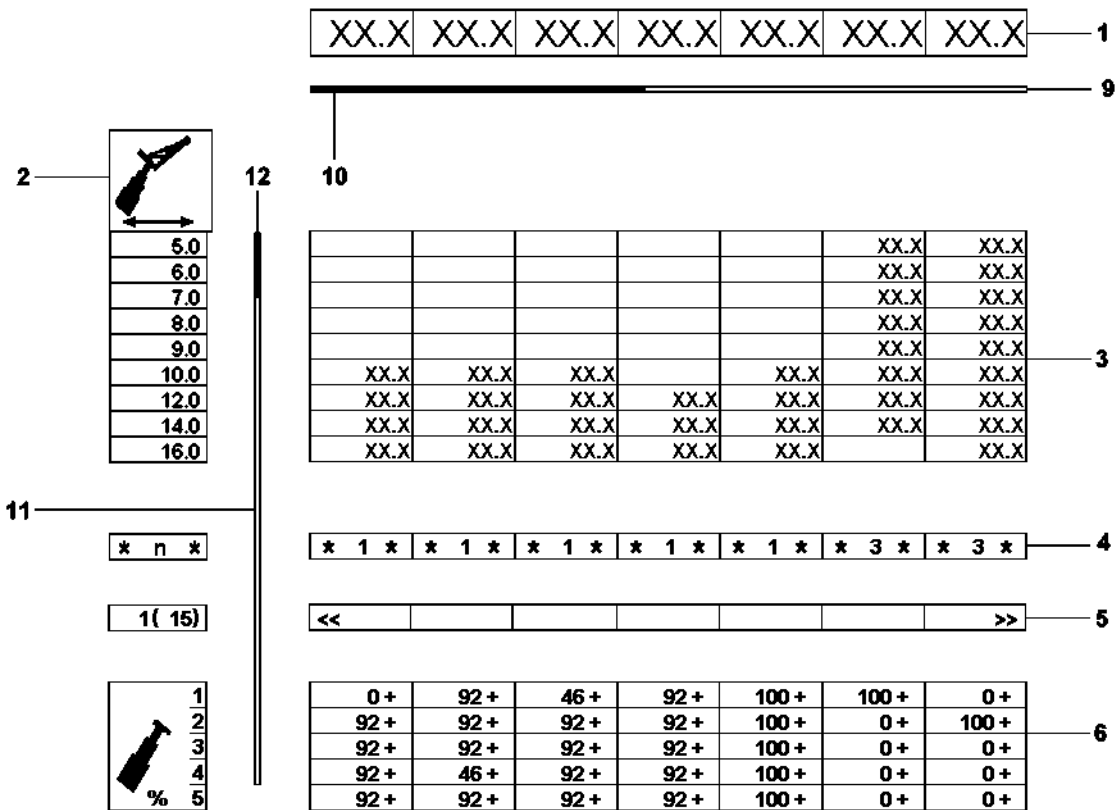 XX.X XX.X XX.X XX.X XX.X XX.X XX.X 1
9
2 12 10
5.0 XX.X XX.X
6.0 XX.X XX.X
7.0 XX.X XX.X
8.0 XX.X XX.X
9.0 XX.X XX.X 3
10.0 XX.X XX.X XX.X XX.X XX.X XX.X
12.0 XX.X XX.X XX.X XX.X XX.X XX.X XX.X
14.0 XX.X XX.X XX.X XX.X XX.X XX.X XX.X
16.0 XX.X XX.X XX.X XX.X XX.X XX.X
11
* n * * 1 * * 1 * * 1 * * 1 * * 1 * * 3 * * 3 * 4
1( 15) << >> 5
1 0 + 92 + 46 + 92 + 100 + 100 + 0 +
2 92 + 92 + 92 + 92 + 100 + 0 + 100 +
3 92 + 92 + 92 + 92 + 100 + 0 + 0 + 6
4 92 + 46 + 92 + 92 + 100 + 0 + 0 +
% 5 92 + 92 + 92 + 92 + 100 + 0 + 0 +